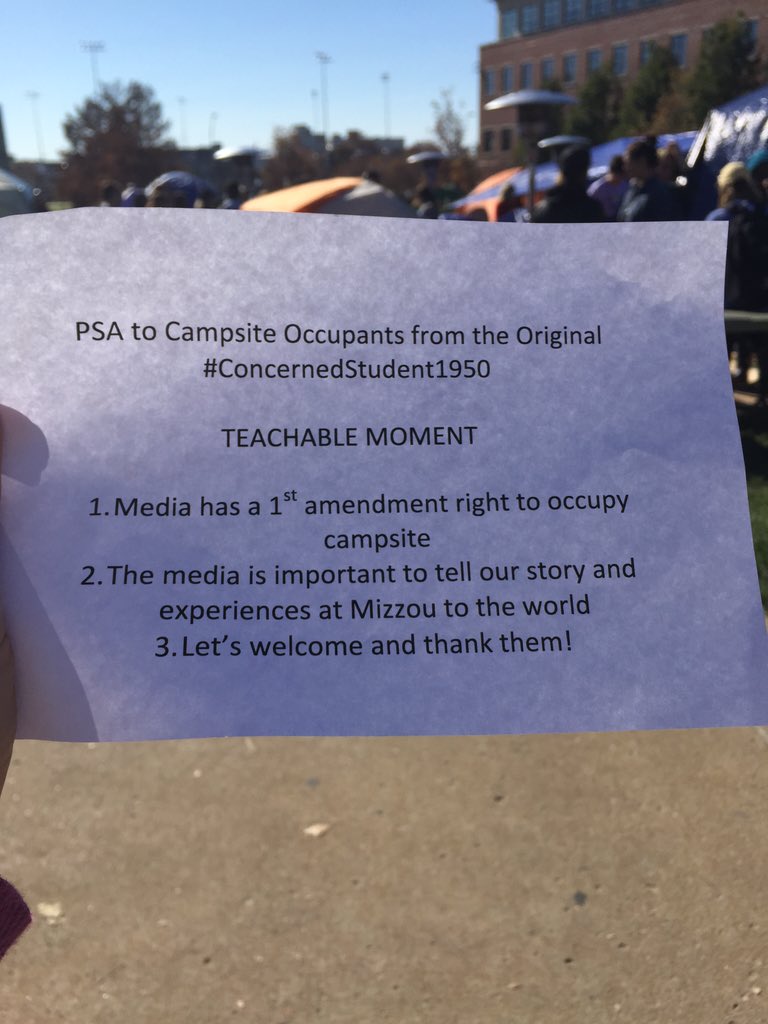 PSA to Campsite Occupants from the Original
#ConcernedStudent1950
TEACHABLE MOMENT
1. Media has a 1st amendment right to occupy
campsite
2. The media is important to tell our story and
experiences at Mizzou to the world
3. Let's welcome and thank them!